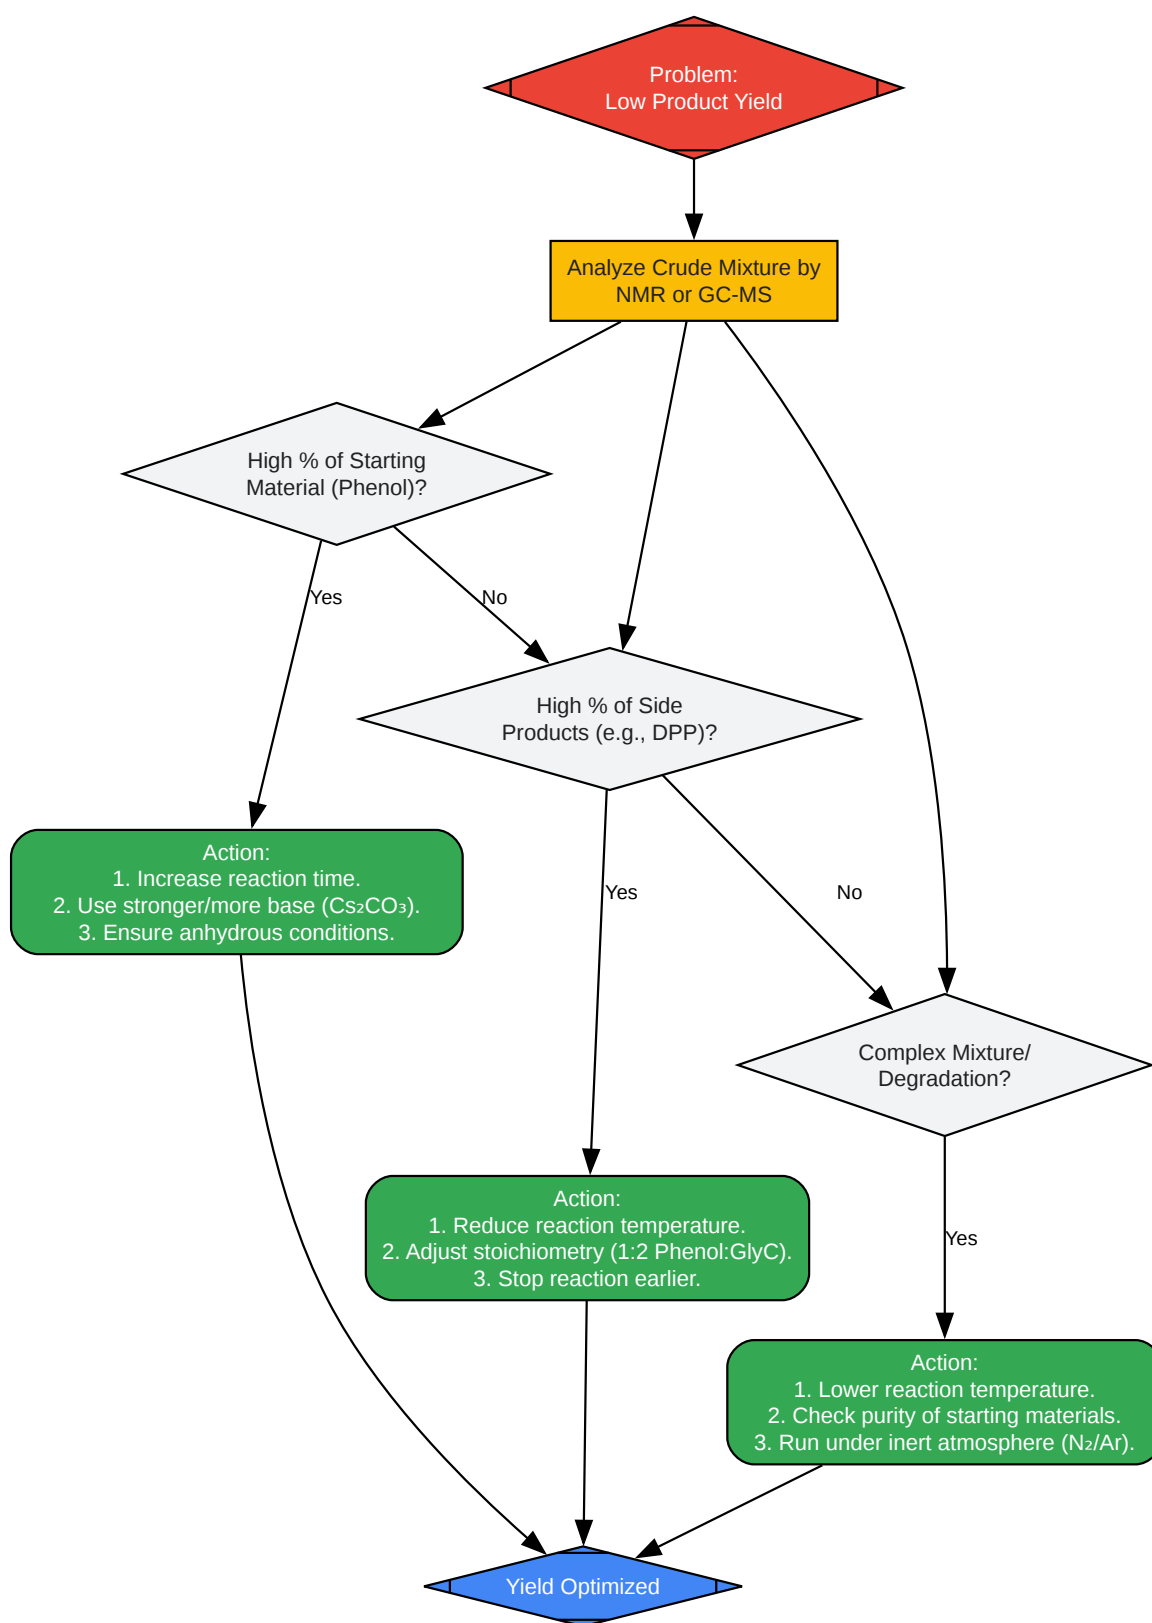 Problem:
Low Product Yield
Analyze Crude Mixture by
NMR or GC-MS
High % of Starting
Material (Phenol)?
Yes
No
High % of Side
Products (e.g., DPP)?
Action:
1. Increase reaction time.
2. Use stronger/more base (Cs₂CO₃).
3. Ensure anhydrous conditions.
Yes
No
Complex Mixture/
Degradation?
Action:
1. Reduce reaction temperature.
2. Adjust stoichiometry (1:2 Phenol:GlyC).
3. Stop reaction earlier.
Yes
Action:
1. Lower reaction temperature.
2. Check purity of starting materials.
3. Run under inert atmosphere (N₂/Ar).
Yield Optimized